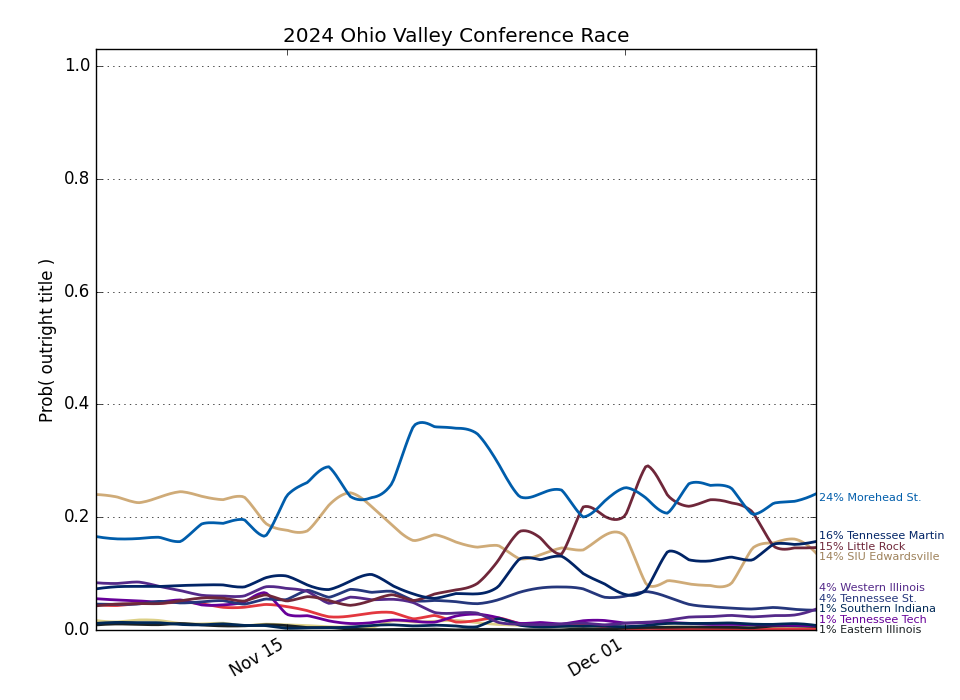 2024 Ohio Valley Conference Race
Prob( outright title )
1.0
0.8
0.6
0.4
0.2
0.0
Nov 15
Dec 01
24% Morehead St.
16% Tennessee Martin
15% Little Rock
14% SIU Edwardsville
4% Western Illinois
4% Tennessee St.
1% Southern Indiana
1% Tennessee Tech
1% Eastern Illinois